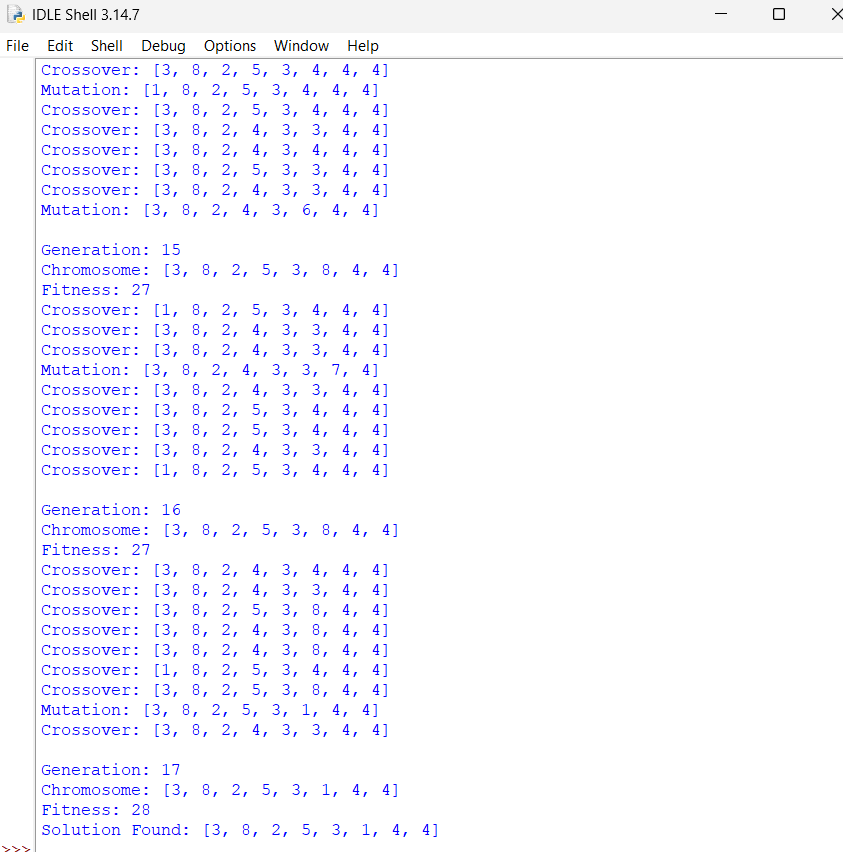 IDLE Shell 3.14.7
File Edit Shell Debug Options Window Help
Crossover: [3, 8, 2, 5, 3, 4, 4, 4]
Mutation: [1, 8, 2, 5, 3, 4, 4, 4]
Crossover: [3, 8, 2, 5, 3, 4, 4, 4]
Crossover: [3, 8, 2, 4, 3, 3, 4, 4]
Crossover: [3, 8, 2, 4, 3, 4, 4, 4]
Crossover: [3, 8, 2, 5, 3, 3, 4, 4]
Crossover: [3, 8, 2, 4, 3, 3, 4, 4]
Mutation: [3, 8, 2, 4, 3, 6, 4, 4]
Generation: 15
Chromosome: [3, 8, 2, 5, 3, 8, 4, 4]
Fitness: 27
Crossover: [1, 8, 2, 5, 3, 4, 4, 4]
Crossover: [3, 8, 2, 4, 3, 3, 4, 4]
Crossover: [3, 8, 2, 4, 3, 3, 4, 4]
Mutation: [3, 8, 2, 4, 3, 3, 7, 4]
Crossover: [3, 8, 2, 4, 3, 3, 4, 4]
Crossover: [3, 8, 2, 5, 3, 4, 4, 4]
Crossover: [3, 8, 2, 5, 3, 4, 4, 4]
Crossover: [3, 8, 2, 4, 3, 3, 4, 4]
Crossover: [1, 8, 2, 5, 3, 4, 4, 4]
Generation: 16
Chromosome: [3, 8, 2, 5, 3, 8, 4, 4]
Fitness: 27
Crossover: [3, 8, 2, 4, 3, 4, 4, 4]
Crossover: [3, 8, 2, 4, 3, 3, 4, 4]
Crossover: [3, 8, 2, 5, 3, 8, 4, 4]
Crossover: [3, 8, 2, 4, 3, 8, 4, 4]
Crossover: [3, 8, 2, 4, 3, 8, 4, 4]
Crossover: [1, 8, 2, 5, 3, 4, 4, 4]
Crossover: [3, 8, 2, 5, 3, 8, 4, 4]
Mutation: [3, 8, 2, 5, 3, 1, 4, 4]
Crossover: [3, 8, 2, 4, 3, 3, 4, 4]
Generation: 17
Chromosome: [3, 8, 2, 5, 3, 1, 4, 4]
Fitness: 28
Solution Found: [3, 8, 2, 5, 3, 1, 4, 4]
>>>